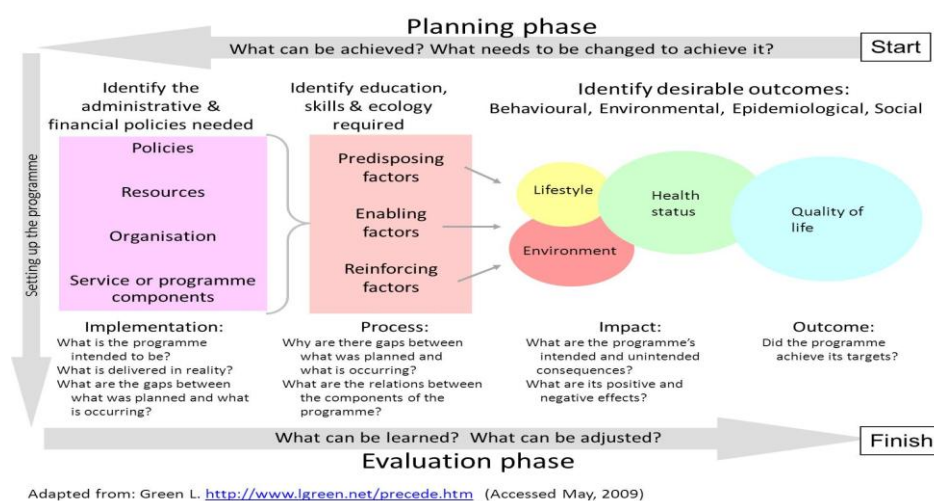 Planning phase
What can be achieved? What needs to be changed to achieve it?
Start
Setting up the programme
Identify the
administrative &
financial policies needed
Policies
Resources
Organisation
Service or programme
components
Identify education,
skills & ecology
required
Predisposing
factors
Enabling
factors
Reinforcing
factors
Identify desirable outcomes:
Behavioural, Environmental, Epidemiological, Social
Lifestyle
Environment
Health
status
Quality of
life
Implementation:
What is the programme
intended to be?
What is delivered in reality?
What are the gaps between
what was planned and what
is occurring?
Process:
Why are there gaps between
what was planned and
what is occurring?
What are the relations between
the components of the
programme?
Impact:
What are the programme's
intended and unintended
consequences?
What are its positive and
negative effects?
Outcome:
Did the programme
achieve its targets?
What can be learned? What can be adjusted?
Finish
Evaluation phase
Adapted from: Green L. http://www.lgreen.net/precede.htm (Accessed May, 2009)